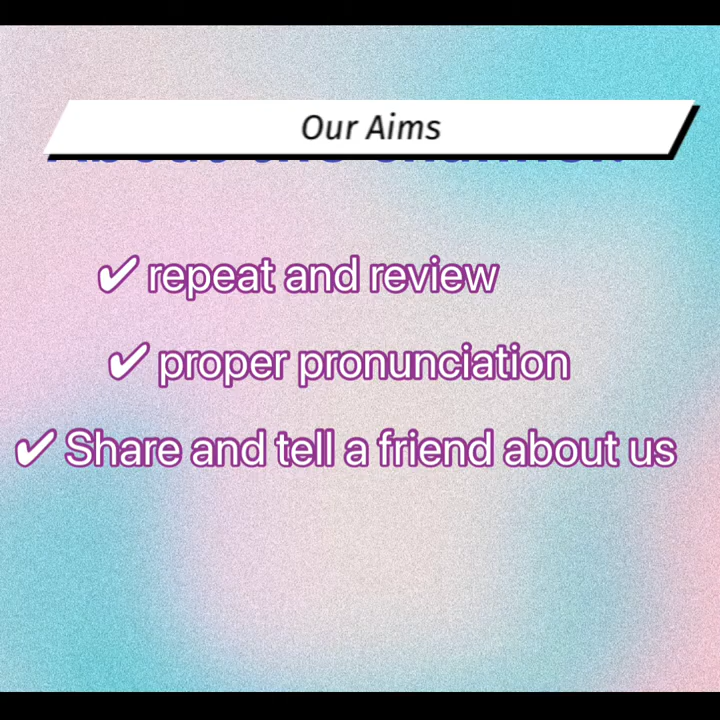 Our Aims
✔ repeat and review
✔ proper pronunciation
✔ Share and tell a friend about us